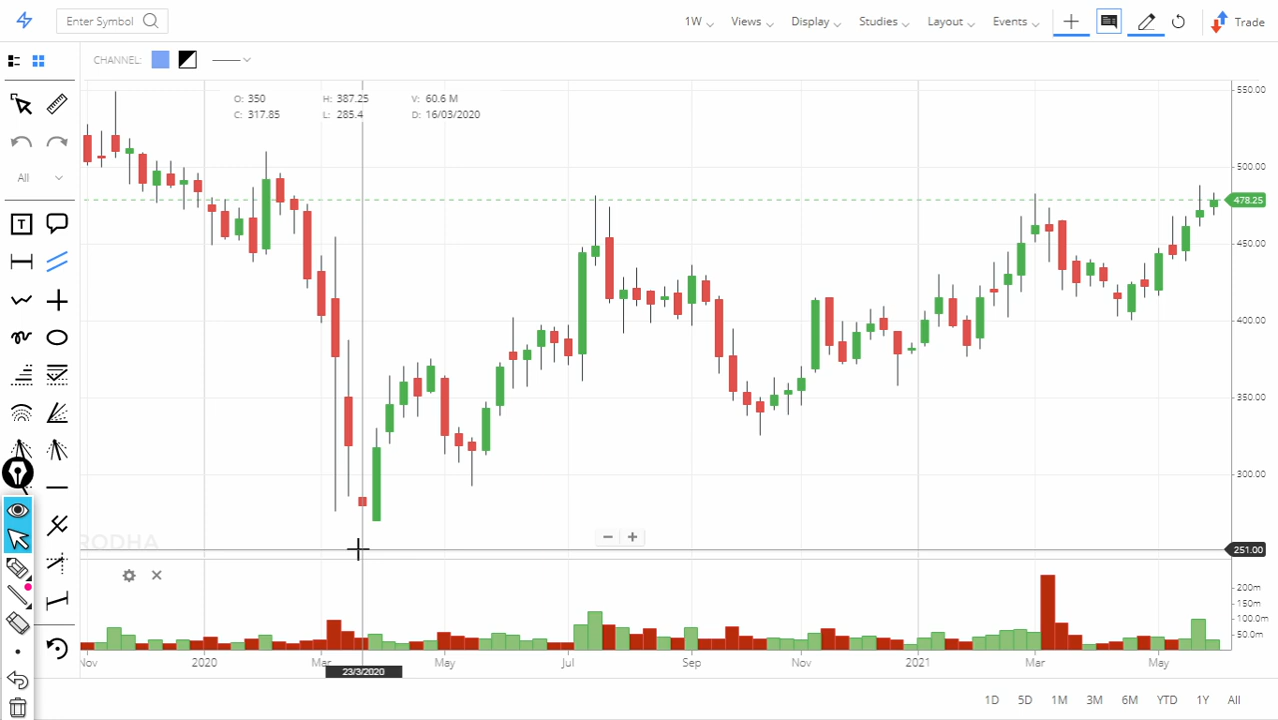 Enter Symbol
1W Views Display Studies Layout Events Trade
CHANNEL:
O: 350 H: 387.25 V: 60.6 M
C: 317.85 L: 285.4 D: 16/03/2020
All
T
550.00
500.00
478.25
450.00
400.00
350.00
300.00
251.00
RODHA
200m
150m
100.0m
50.0m
Nov 2020 Mar May Jul Sep Nov 2021 Mar May
23/3/2020
1D 5D 1M 3M 6M YTD 1Y All